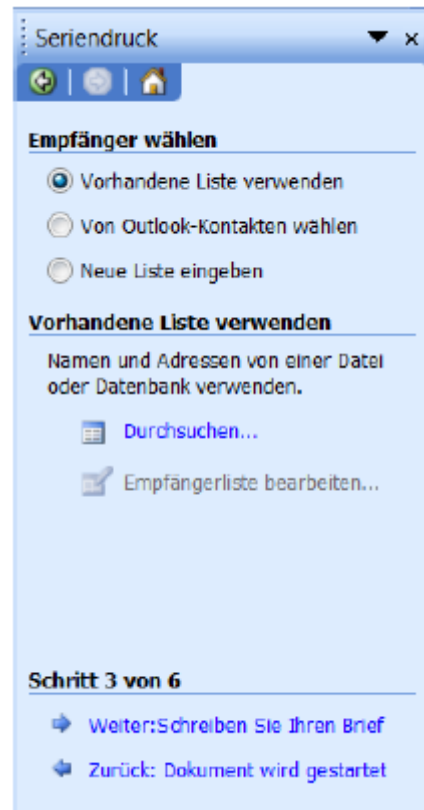 Seriendruck
Empfänger wählen
Vorhandene Liste verwenden
Von Outlook-Kontakten wählen
Neue Liste eingeben
Vorhandene Liste verwenden
Namen und Adressen von einer Datei
oder Datenbank verwenden.
Durchsuchen...
Empfängerliste bearbeiten...
Schritt 3 von 6
Weiter:Schreiben Sie Ihren Brief
Zurück: Dokument wird gestartet